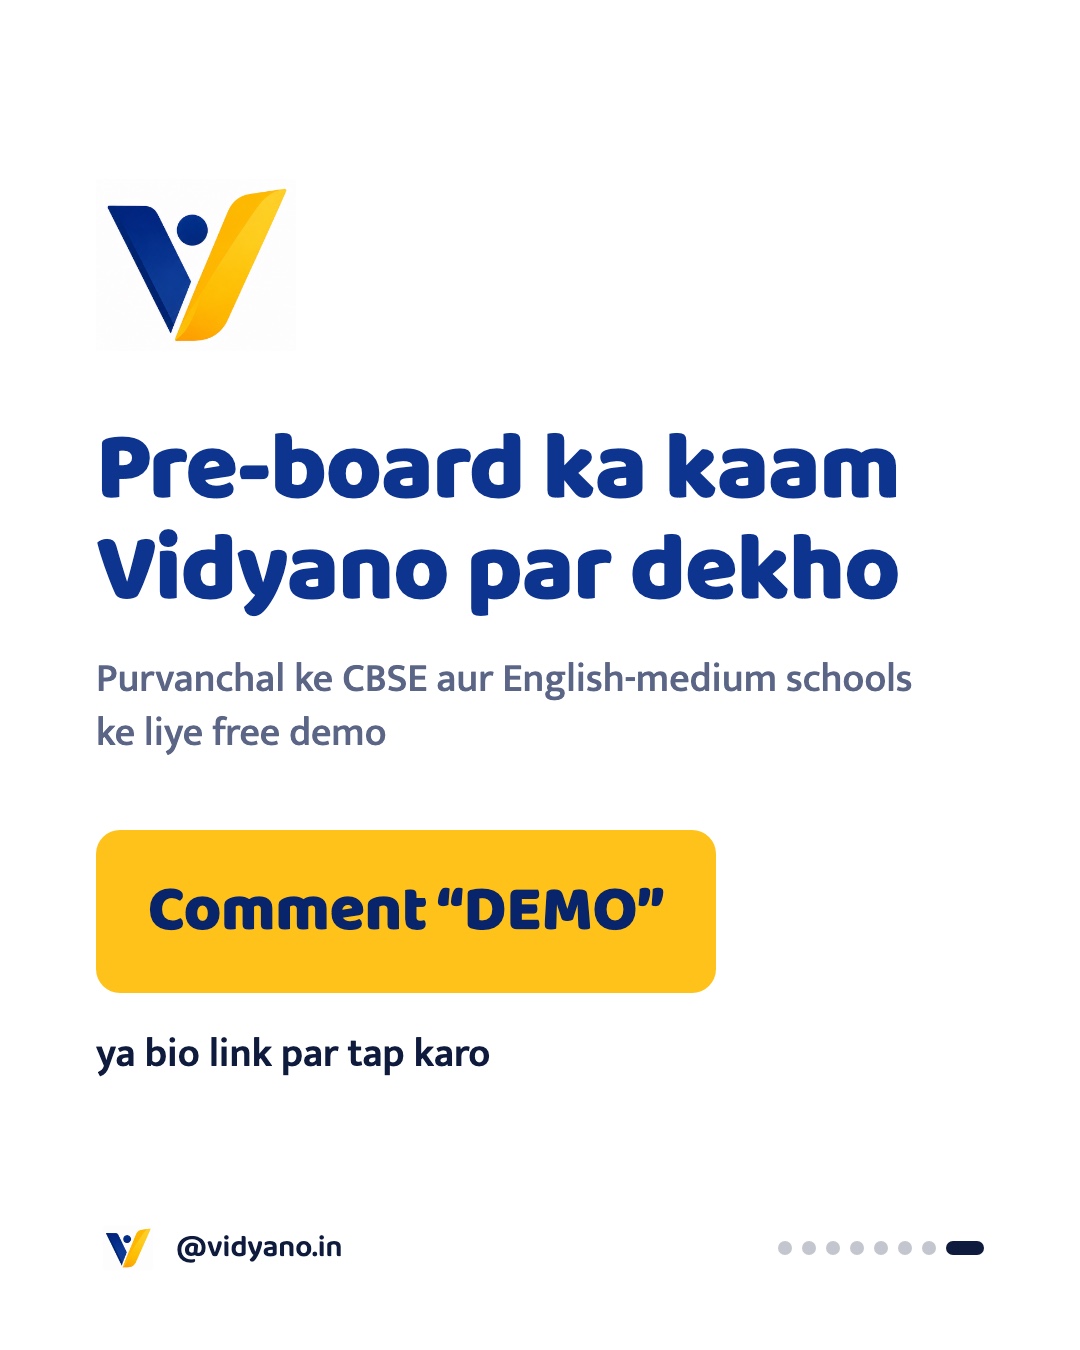 Pre-board ka kaam
Vidyano par dekho
Purvanchal ke CBSE aur English-medium schools
ke liye free demo
Comment “DEMO”
ya bio link par tap karo
@vidyano.in